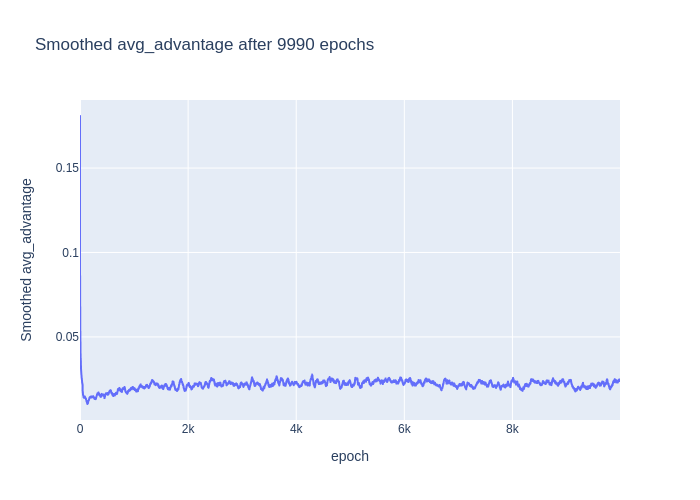 Smoothed avg_advantage after 9990 epochs
Smoothed avg_advantage
0.15
0.1
0.05
0
2k
4k
6k
8k
epoch